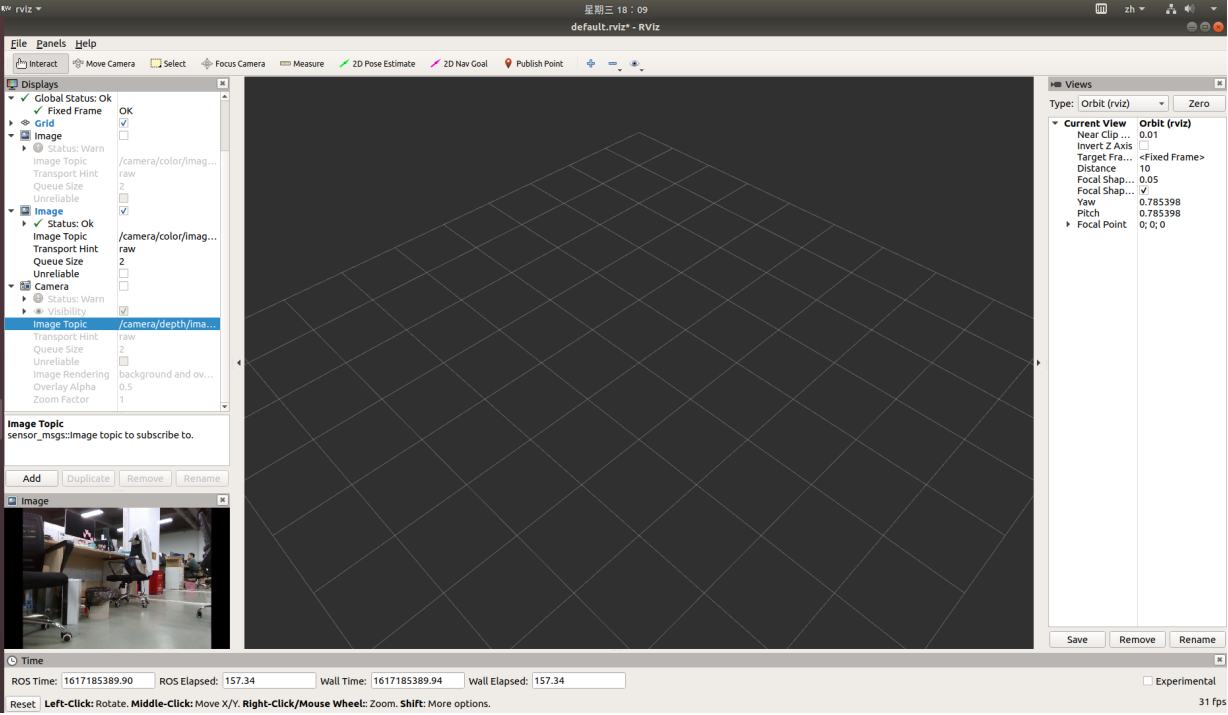 rviz
星期三 18：09
zh
default.rviz* - RViz
File Panels Help
Interact Move Camera Select Focus Camera Measure 2D Pose Estimate 2D Nav Goal Publish Point
Displays
Global Status: Ok
Fixed Frame OK
Grid
Image
Status: Warn
Image Topic /camera/color/imag...
Transport Hint raw
Queue Size 2
Unreliable
Image
Status: Ok
Image Topic /camera/color/imag...
Transport Hint raw
Queue Size 2
Unreliable
Camera
Status: Warn
Visibility
Image Topic /camera/depth/ima...
Transport Hint raw
Queue Size 2
Unreliable
Image Rendering background and ov...
Overlay Alpha 0.5
Zoom Factor 1
Image Topic
sensor_msgs::Image topic to subscribe to.
Add Duplicate Remove Rename
Image
Views
Type: Orbit (rviz) Zero
Current View Orbit (rviz)
Near Clip ... 0.01
Invert Z Axis
Target Fra... <Fixed Frame>
Distance 10
Focal Shap... 0.05
Focal Shap...
Yaw 0.785398
Pitch 0.785398
Focal Point 0; 0; 0
Save Remove Rename
Time
ROS Time: 1617185389.90 ROS Elapsed: 157.34 Wall Time: 1617185389.94 Wall Elapsed: 157.34 Experimental
Reset Left-Click: Rotate. Middle-Click: Move X/Y. Right-Click/Mouse Wheel:: Zoom. Shift: More options. 31 fps